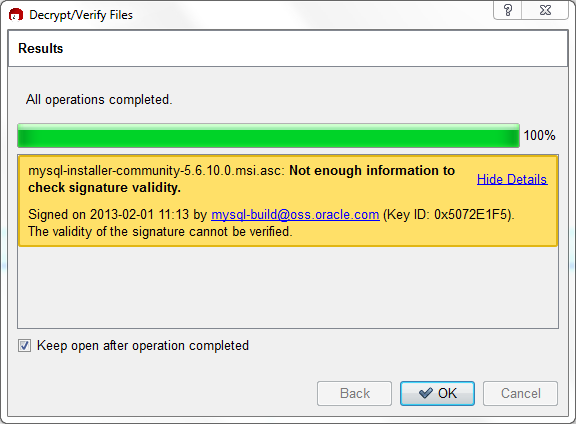 Decrypt/Verify Files
Results
All operations completed.
100%
mysql-installer-community-5.6.10.0.msi.asc: Not enough information to
check signature validity.
Hide Details
Signed on 2013-02-01 11:13 by mysql-build@oss.oracle.com (Key ID: 0x5072E1F5).
The validity of the signature cannot be verified.
Keep open after operation completed
Back
OK
Cancel